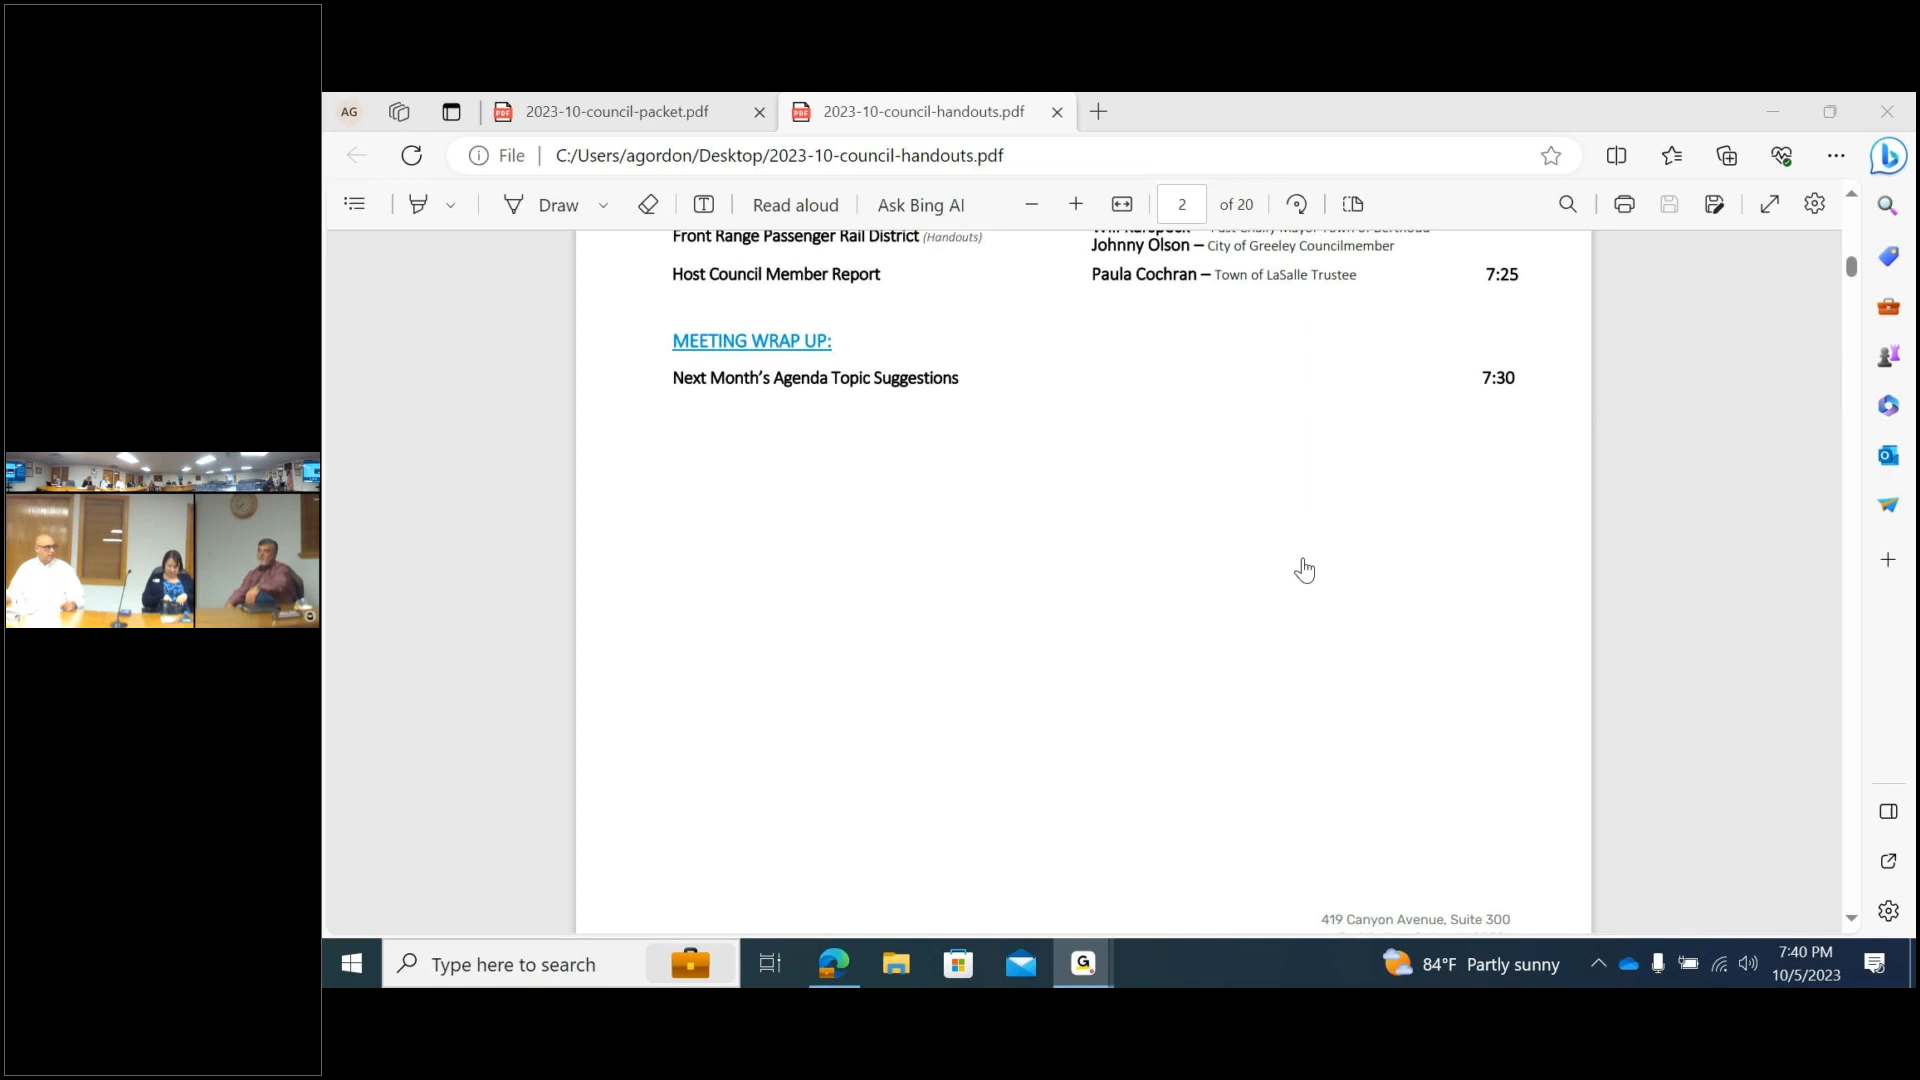 AG
2023-10-council-packet.pdf
2023-10-council-handouts.pdf
File
C:/Users/agordon/Desktop/2023-10-council-handouts.pdf
Draw
Read aloud
Ask Bing AI
2 of 20
Front Range Passenger Rail District (Handouts)
Johnny Olson – City of Greeley Councilmember
Host Council Member Report
Paula Cochran – Town of LaSalle Trustee
7:25
MEETING WRAP UP:
Next Month's Agenda Topic Suggestions
7:30
419 Canyon Avenue, Suite 300
Type here to search
84°F Partly sunny
7:40 PM
10/5/2023